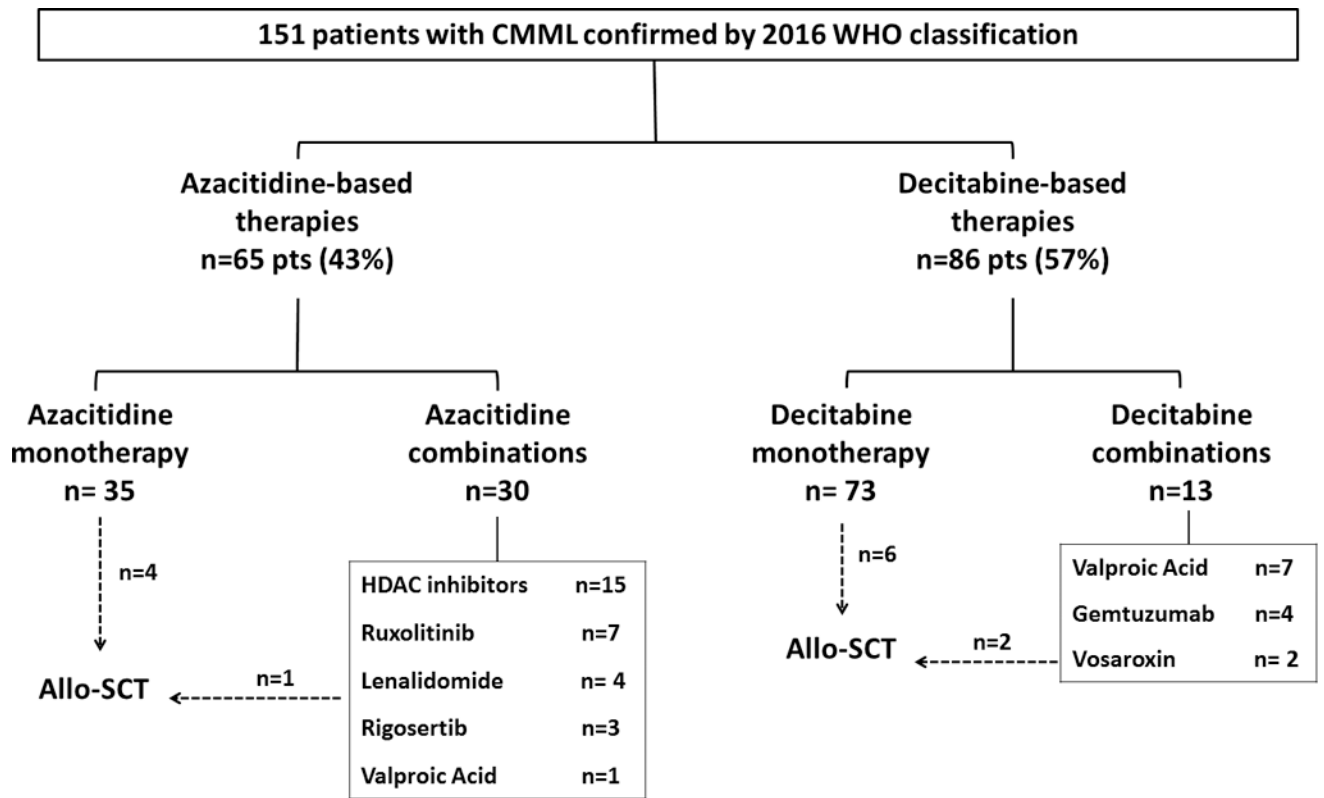 151 patients with CMML confirmed by 2016 WHO classification
Azacitidine-based
therapies
n=65 pts (43%)
Decitabine-based
therapies
n=86 pts (57%)
Azacitidine
monotherapy
n= 35
Azacitidine
combinations
n=30
Decitabine
monotherapy
n= 73
Decitabine
combinations
n=13
n=4
Allo-SCT
n=1
HDAC inhibitors n=15
Ruxolitinib n=7
Lenalidomide n= 4
Rigosertib n=3
Valproic Acid n=1
n=6
Allo-SCT
n=2
Valproic Acid n=7
Gemtuzumab n=4
Vosaroxin n= 2